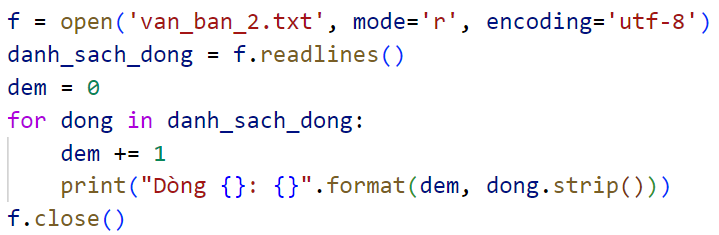 f = open('van_ban_2.txt', mode='r', encoding='utf-8')
danh_sach_dong = f.readlines()
dem = 0
for dong in danh_sach_dong:
    dem += 1
    print("Dòng {}: {}".format(dem, dong.strip()))
f.close()